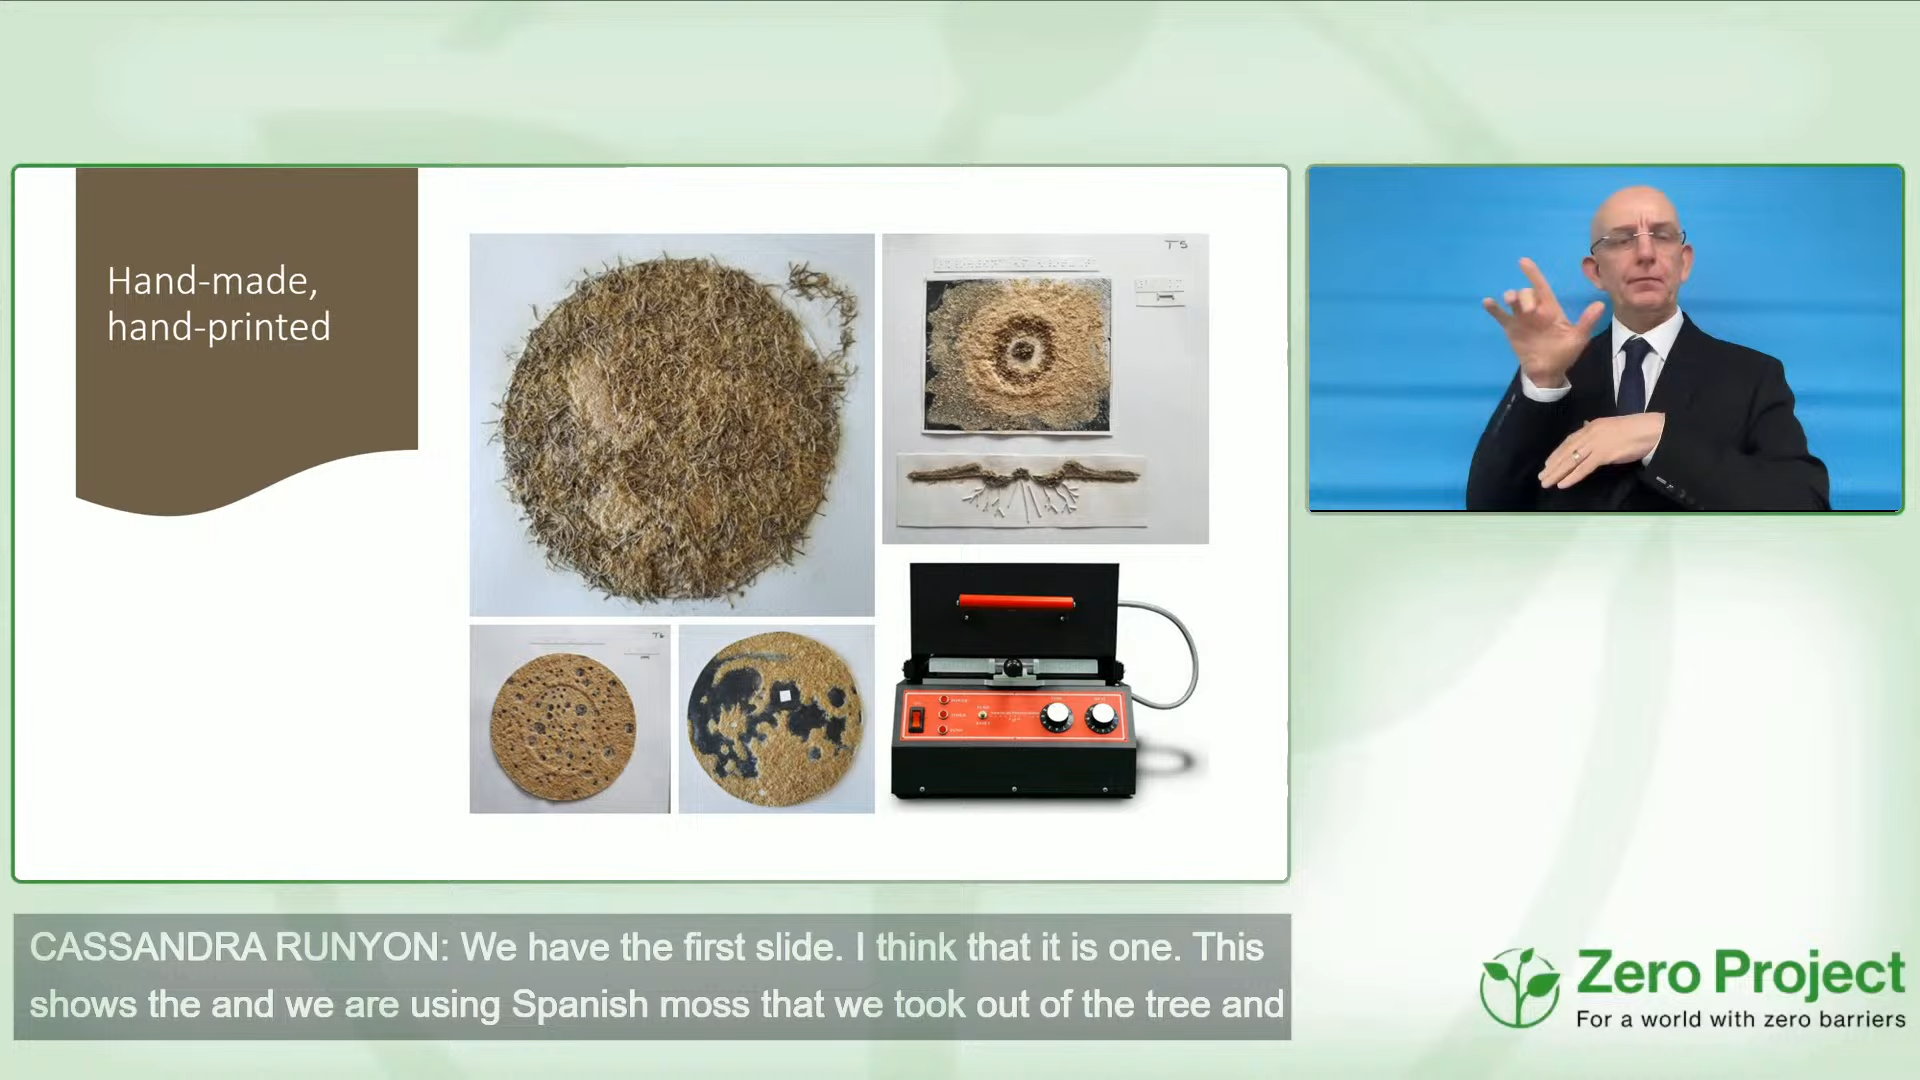 Hand-made,
hand-printed
T5
CASSANDRA RUNYON: We have the first slide. I think that it is one. This
shows the and we are using Spanish moss that we took out of the tree and
Zero Project
For a world with zero barriers